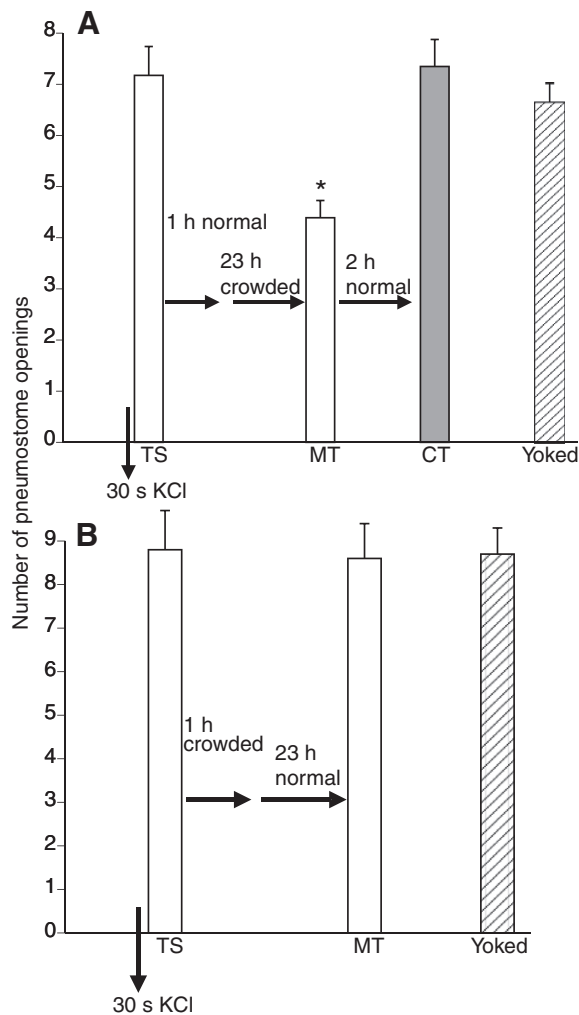 A
Number of pneumostome openings
8
7
6
5
4
3
2
1
0
*
1 h normal
23 h
crowded
2 h
normal
TS
MT
CT
Yoked
30 s KCl
B
9
8
7
6
5
4
3
2
1
0
1 h
crowded
23 h
normal
TS
MT
Yoked
30 s KCl